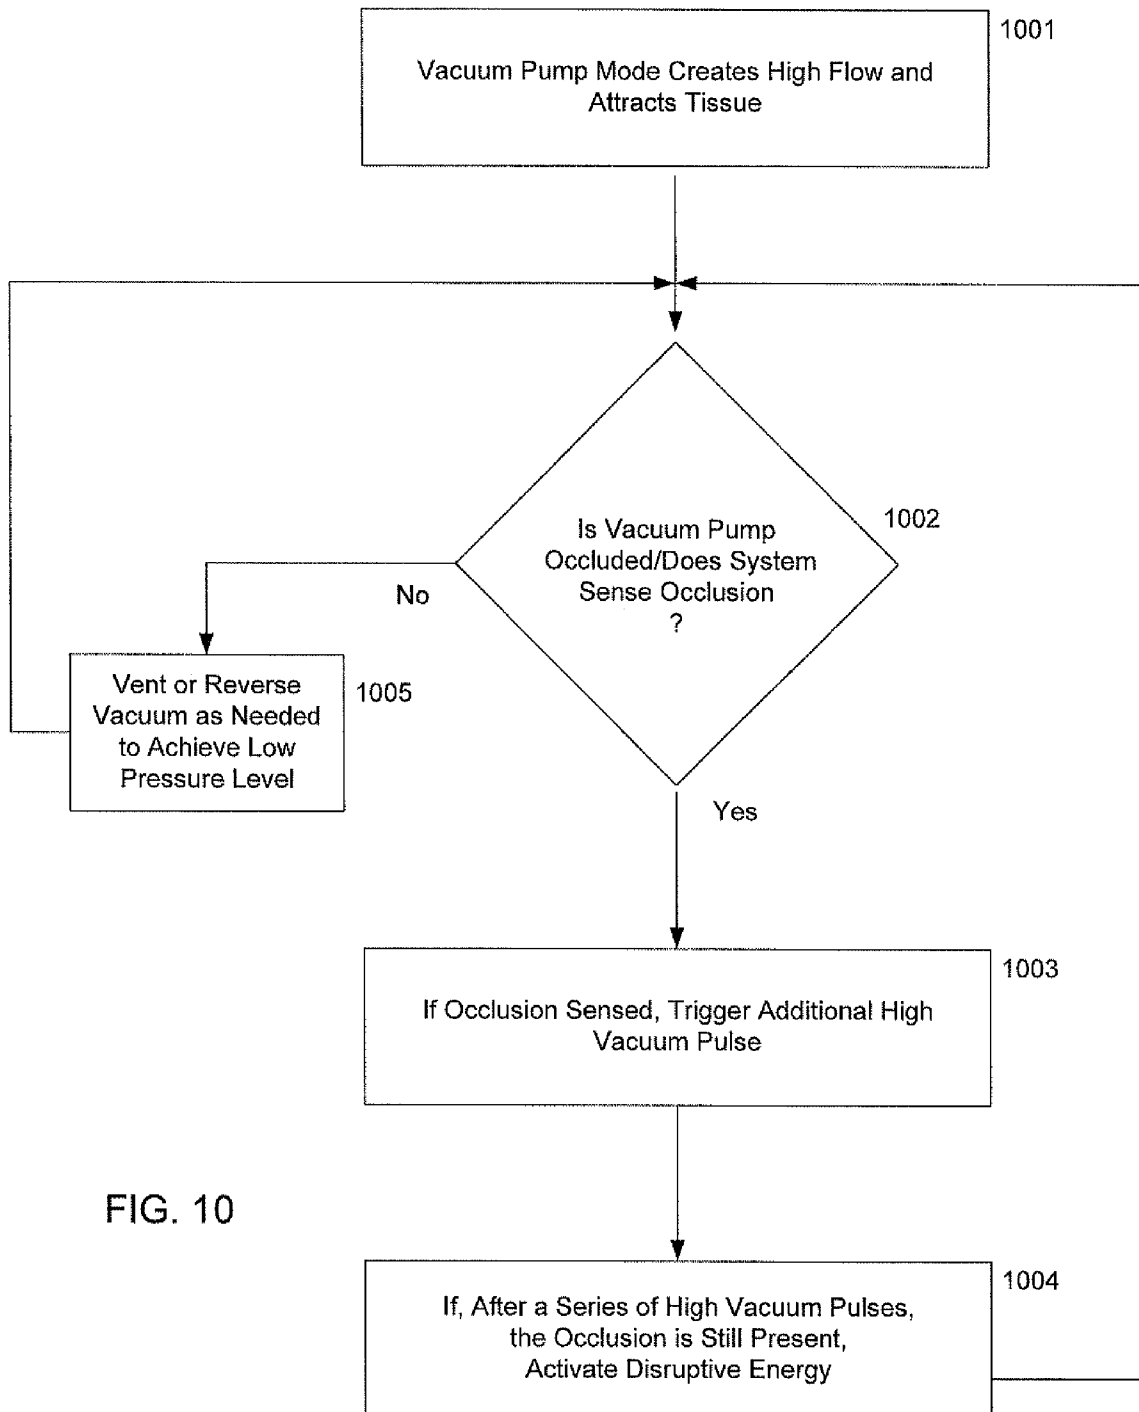 1001
Vacuum Pump Mode Creates High Flow and
Attracts Tissue
1002
Is Vacuum Pump
Occluded/Does System
Sense Occlusion
?
No
Vent or Reverse
Vacuum as Needed
to Achieve Low
Pressure Level
1005
Yes
1003
If Occlusion Sensed, Trigger Additional High
Vacuum Pulse
FIG. 10
1004
If, After a Series of High Vacuum Pulses,
the Occlusion is Still Present,
Activate Disruptive Energy